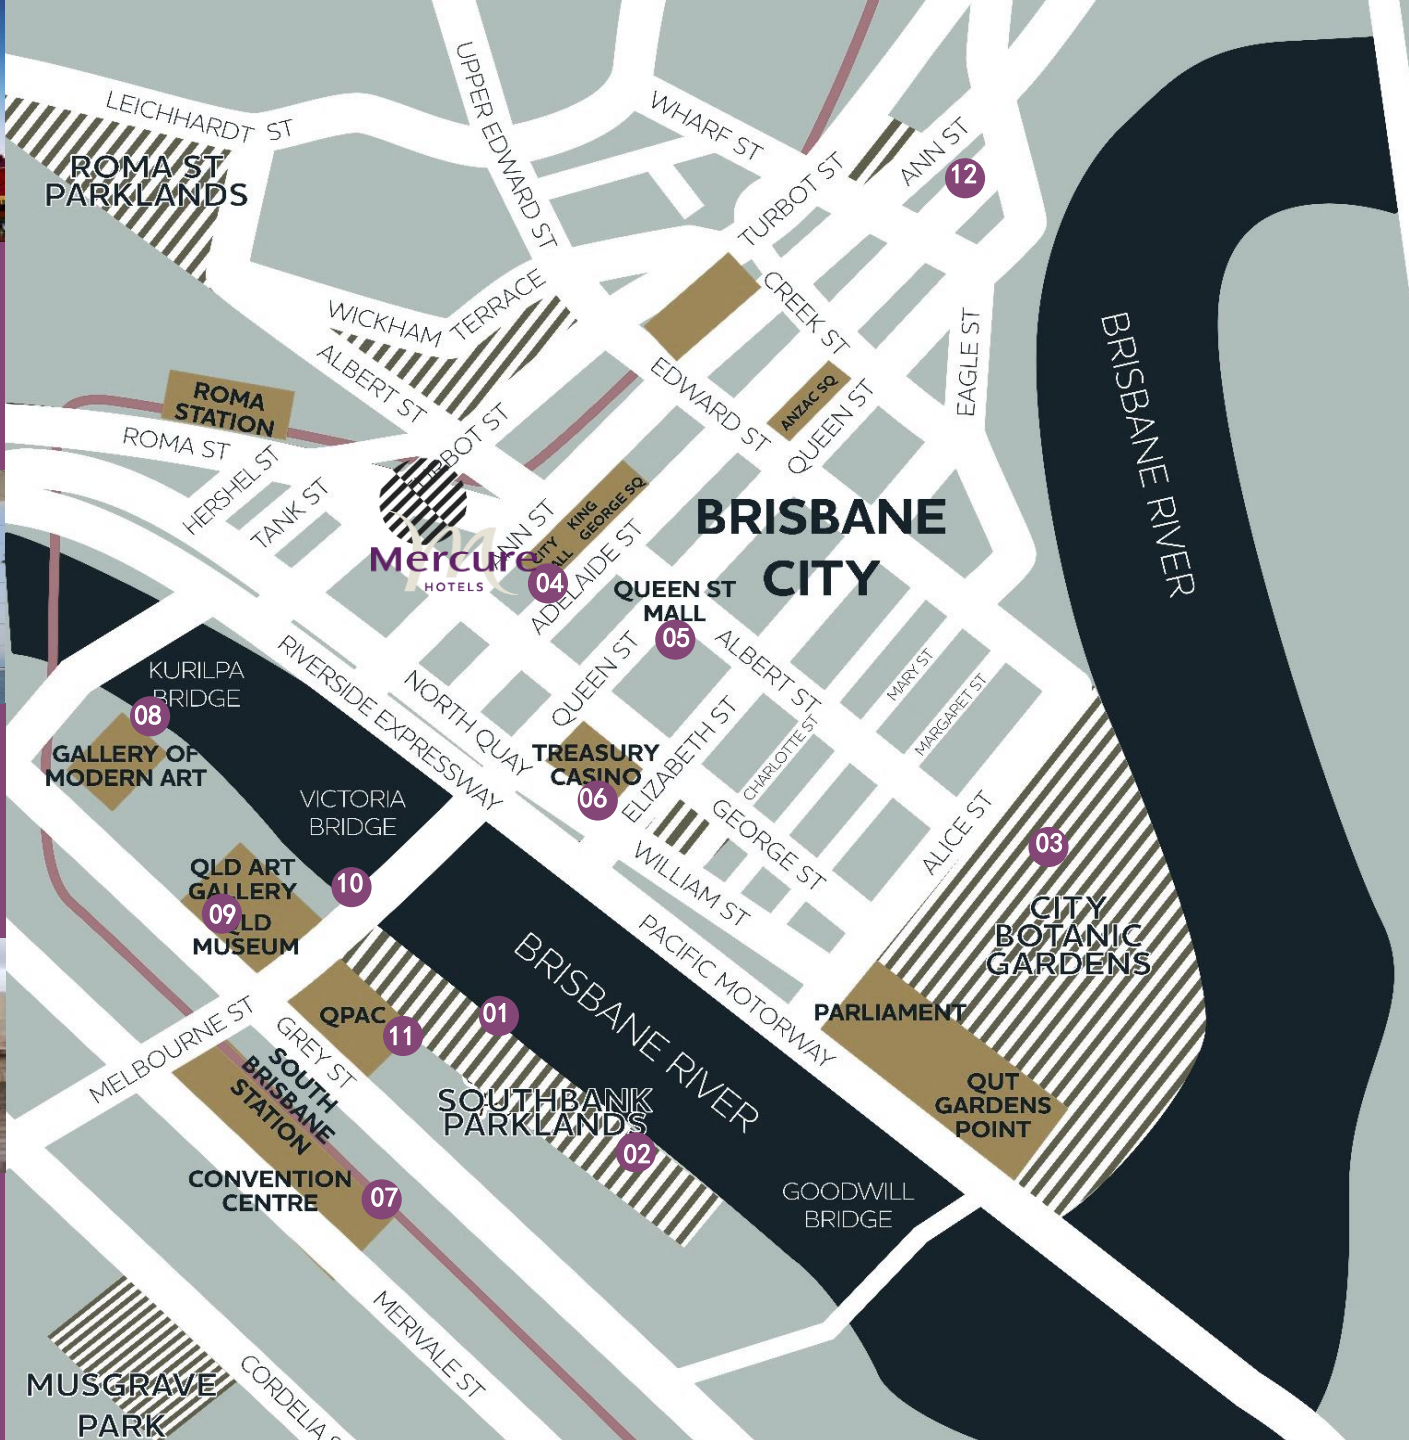 LEICHHARDT ST
UPPER EDWARD ST
WHARF ST
ANN ST
12
ROMA ST
PARKLANDS
TURBOT ST
WICKHAM TERRACE
CREEK ST
EAGLE ST
BRISBANE RIVER
ALBERT ST
EDWARD ST
ANZAC SQ
QUEEN ST
ROMA
STATION
ROMA ST
HERSHEL ST
TANK ST
ANN ST
KING
GEORGE SQ
CITY
ADELAIDE ST
Mercure
HOTELS
04
BRISBANE
CITY
QUEEN ST
MALL
05
ALBERT ST
MARY ST
MARGARET ST
KURILPA
BRIDGE
08
GALLERY OF
MODERN ART
RIVERSIDE EXPRESSWAY
NORTH QUAY
QUEEN ST
TREASURY
CASINO
06
ELIZABETH ST
CHARLOTTE ST
GEORGE ST
WILLIAM ST
ALICE ST
03
CITY
BOTANIC
GARDENS
VICTORIA
BRIDGE
10
QLD ART
GALLERY
09
QLD
MUSEUM
PACIFIC MOTORWAY
BRISBANE RIVER
PARLIAMENT
QPAC
11
01
MELBOURNE ST
GREY ST
SOUTH
BRISBANE
STATION
SOUTHBANK
PARKLANDS
02
QUT
GARDENS
POINT
CONVENTION
CENTRE
07
GOODWILL
BRIDGE
MERIVALE ST
CORDELIA
MUSGRAVE
PARK